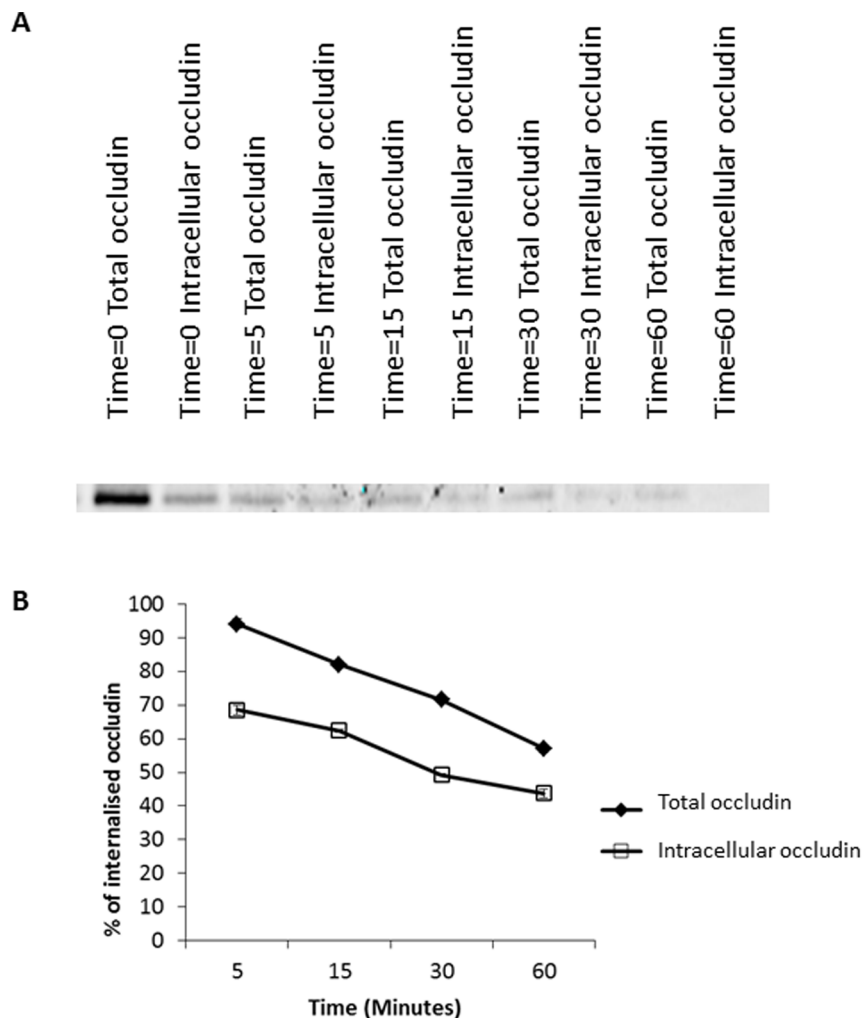 A
Time=0 Total occludin
Time=0 Intracellular occludin
Time=5 Total occludin
Time=5 Intracellular occludin
Time=15 Total occludin
Time=15 Intracellular occludin
Time=30 Total occludin
Time=30 Intracellular occludin
Time=60 Total occludin
Time=60 Intracellular occludin
B
% of internalised occludin
100
90
80
70
60
50
40
30
20
10
0
5 15 30 60
Time (Minutes)
Total occludin
Intracellular occludin